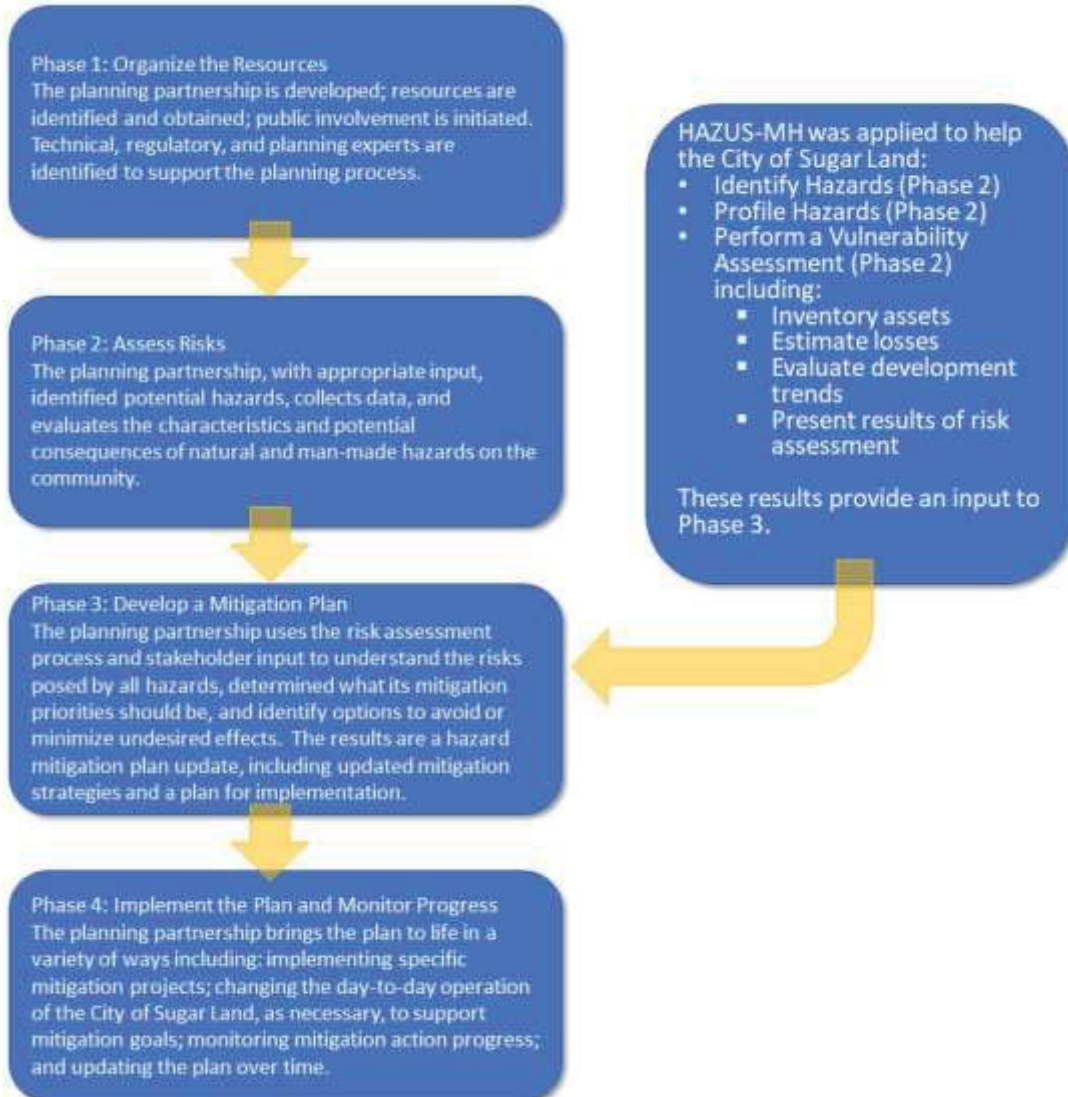 Phase 1: Organize the Resources
The planning partnership is developed; resources are
identified and obtained; public involvement is initiated.
Technical, regulatory, and planning experts are
identified to support the planning process.
Phase 2: Assess Risks
The planning partnership, with appropriate input,
identified potential hazards, collects data, and
evaluates the characteristics and potential
consequences of natural and man-made hazards on the
community.
Phase 3: Develop a Mitigation Plan
The planning partnership uses the risk assessment
process and stakeholder input to understand the risks
posed by all hazards, determined what its mitigation
priorities should be, and identify options to avoid or
minimize undesired effects. The results are a hazard
mitigation plan update, including updated mitigation
strategies and a plan for implementation.
Phase 4: Implement the Plan and Monitor Progress
The planning partnership brings the plan to life in a
variety of ways including: implementing specific
mitigation projects; changing the day-to-day operation
of the City of Sugar Land, as necessary, to support
mitigation goals; monitoring mitigation action progress;
and updating the plan over time.
HAZUS-MH was applied to help
the City of Sugar Land:
• Identify Hazards (Phase 2)
• Profile Hazards (Phase 2)
• Perform a Vulnerability
Assessment (Phase 2)
including:
▪ Inventory assets
▪ Estimate losses
▪ Evaluate development
trends
▪ Present results of risk
assessment
These results provide an input to
Phase 3.